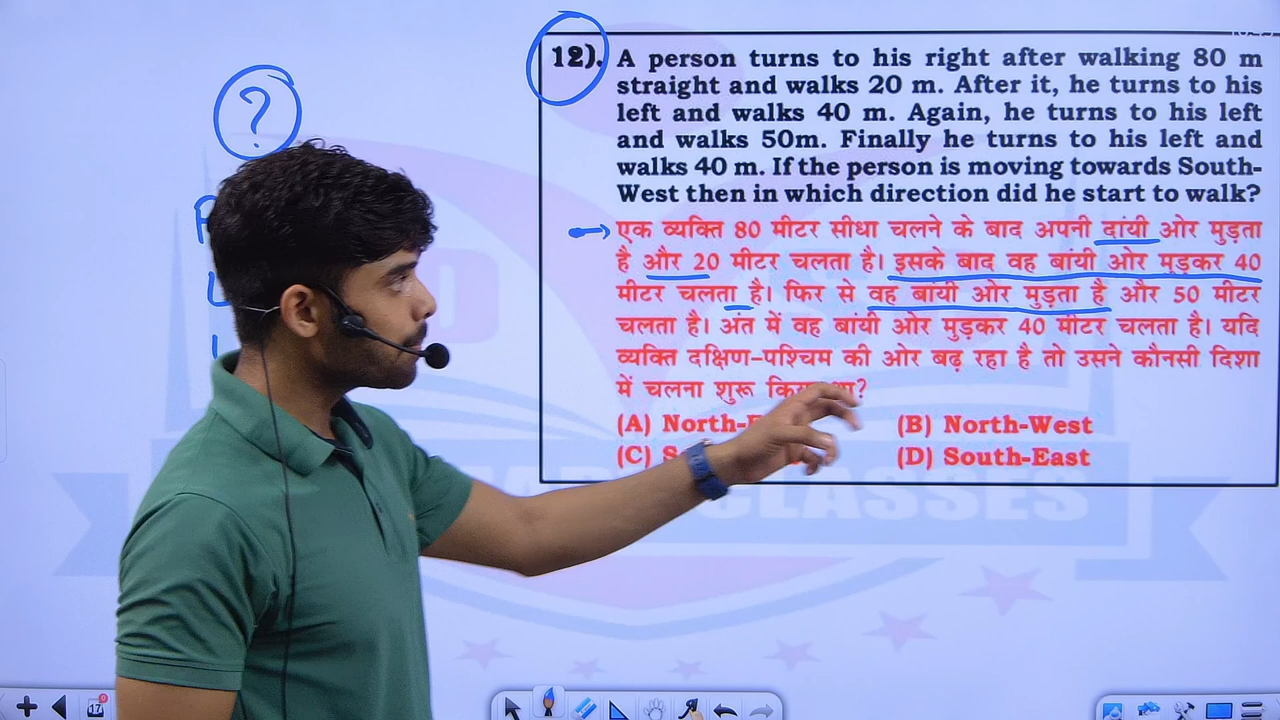 ?
12). A person turns to his right after walking 80 m
straight and walks 20 m. After it, he turns to his
left and walks 40 m. Again, he turns to his left
and walks 50m. Finally he turns to his left and
walks 40 m. If the person is moving towards South-
West then in which direction did he start to walk?
एक व्यक्ति 80 मीटर सीधा चलने के बाद अपनी दांयी ओर मुड़ता
है और 20 मीटर चलता है। इसके बाद वह बांयी ओर मुड़कर 40
मीटर चलता है। फिर से वह बांयी ओर मुड़ता है और 50 मीटर
चलता है। अंत में वह बांयी ओर मुड़कर 40 मीटर चलता है। यदि
व्यक्ति दक्षिण-पश्चिम की ओर बढ़ रहा है तो उसने कौनसी दिशा
में चलना शुरू
(A) North- (B) North-West
(C) (D) South-East
CLASSES
17